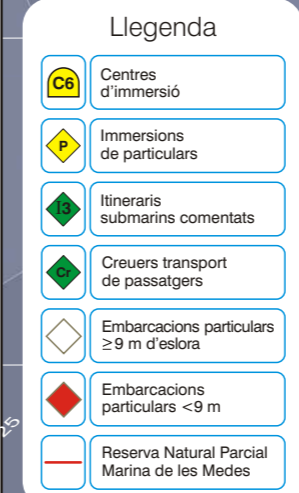 Llegenda
C6
Centres
d'immersió
P
Immersions
de particulars
I3
Itineraris
submarins comentats
Cr
Creuers transport
de passatgers
Embarcacions particulars
≥9 m d'eslora
Embarcacions
particulars <9 m
Reserva Natural Parcial
Marina de les Medes
25